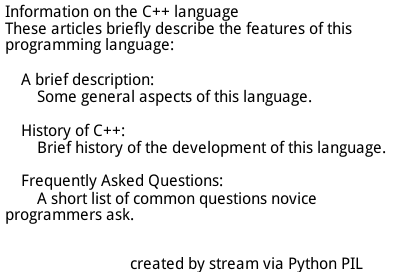 Information on the C++ language
These articles briefly describe the features of this
programming language:
A brief description:
Some general aspects of this language.
History of C++:
Brief history of the development of this language.
Frequently Asked Questions:
A short list of common questions novice
programmers ask.
created by stream via Python PIL